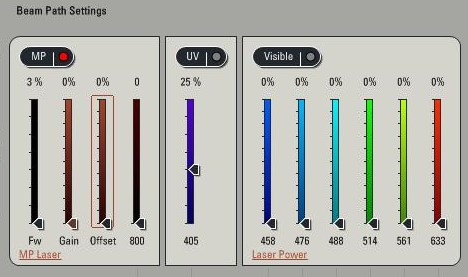 Beam Path Settings
MP UV Visible
3 % 0% 0% 0 25 % 0% 0% 0% 0% 0% 0%
Fw Gain Offset 800 405 458 476 488 514 561 633
MP Laser Laser Power